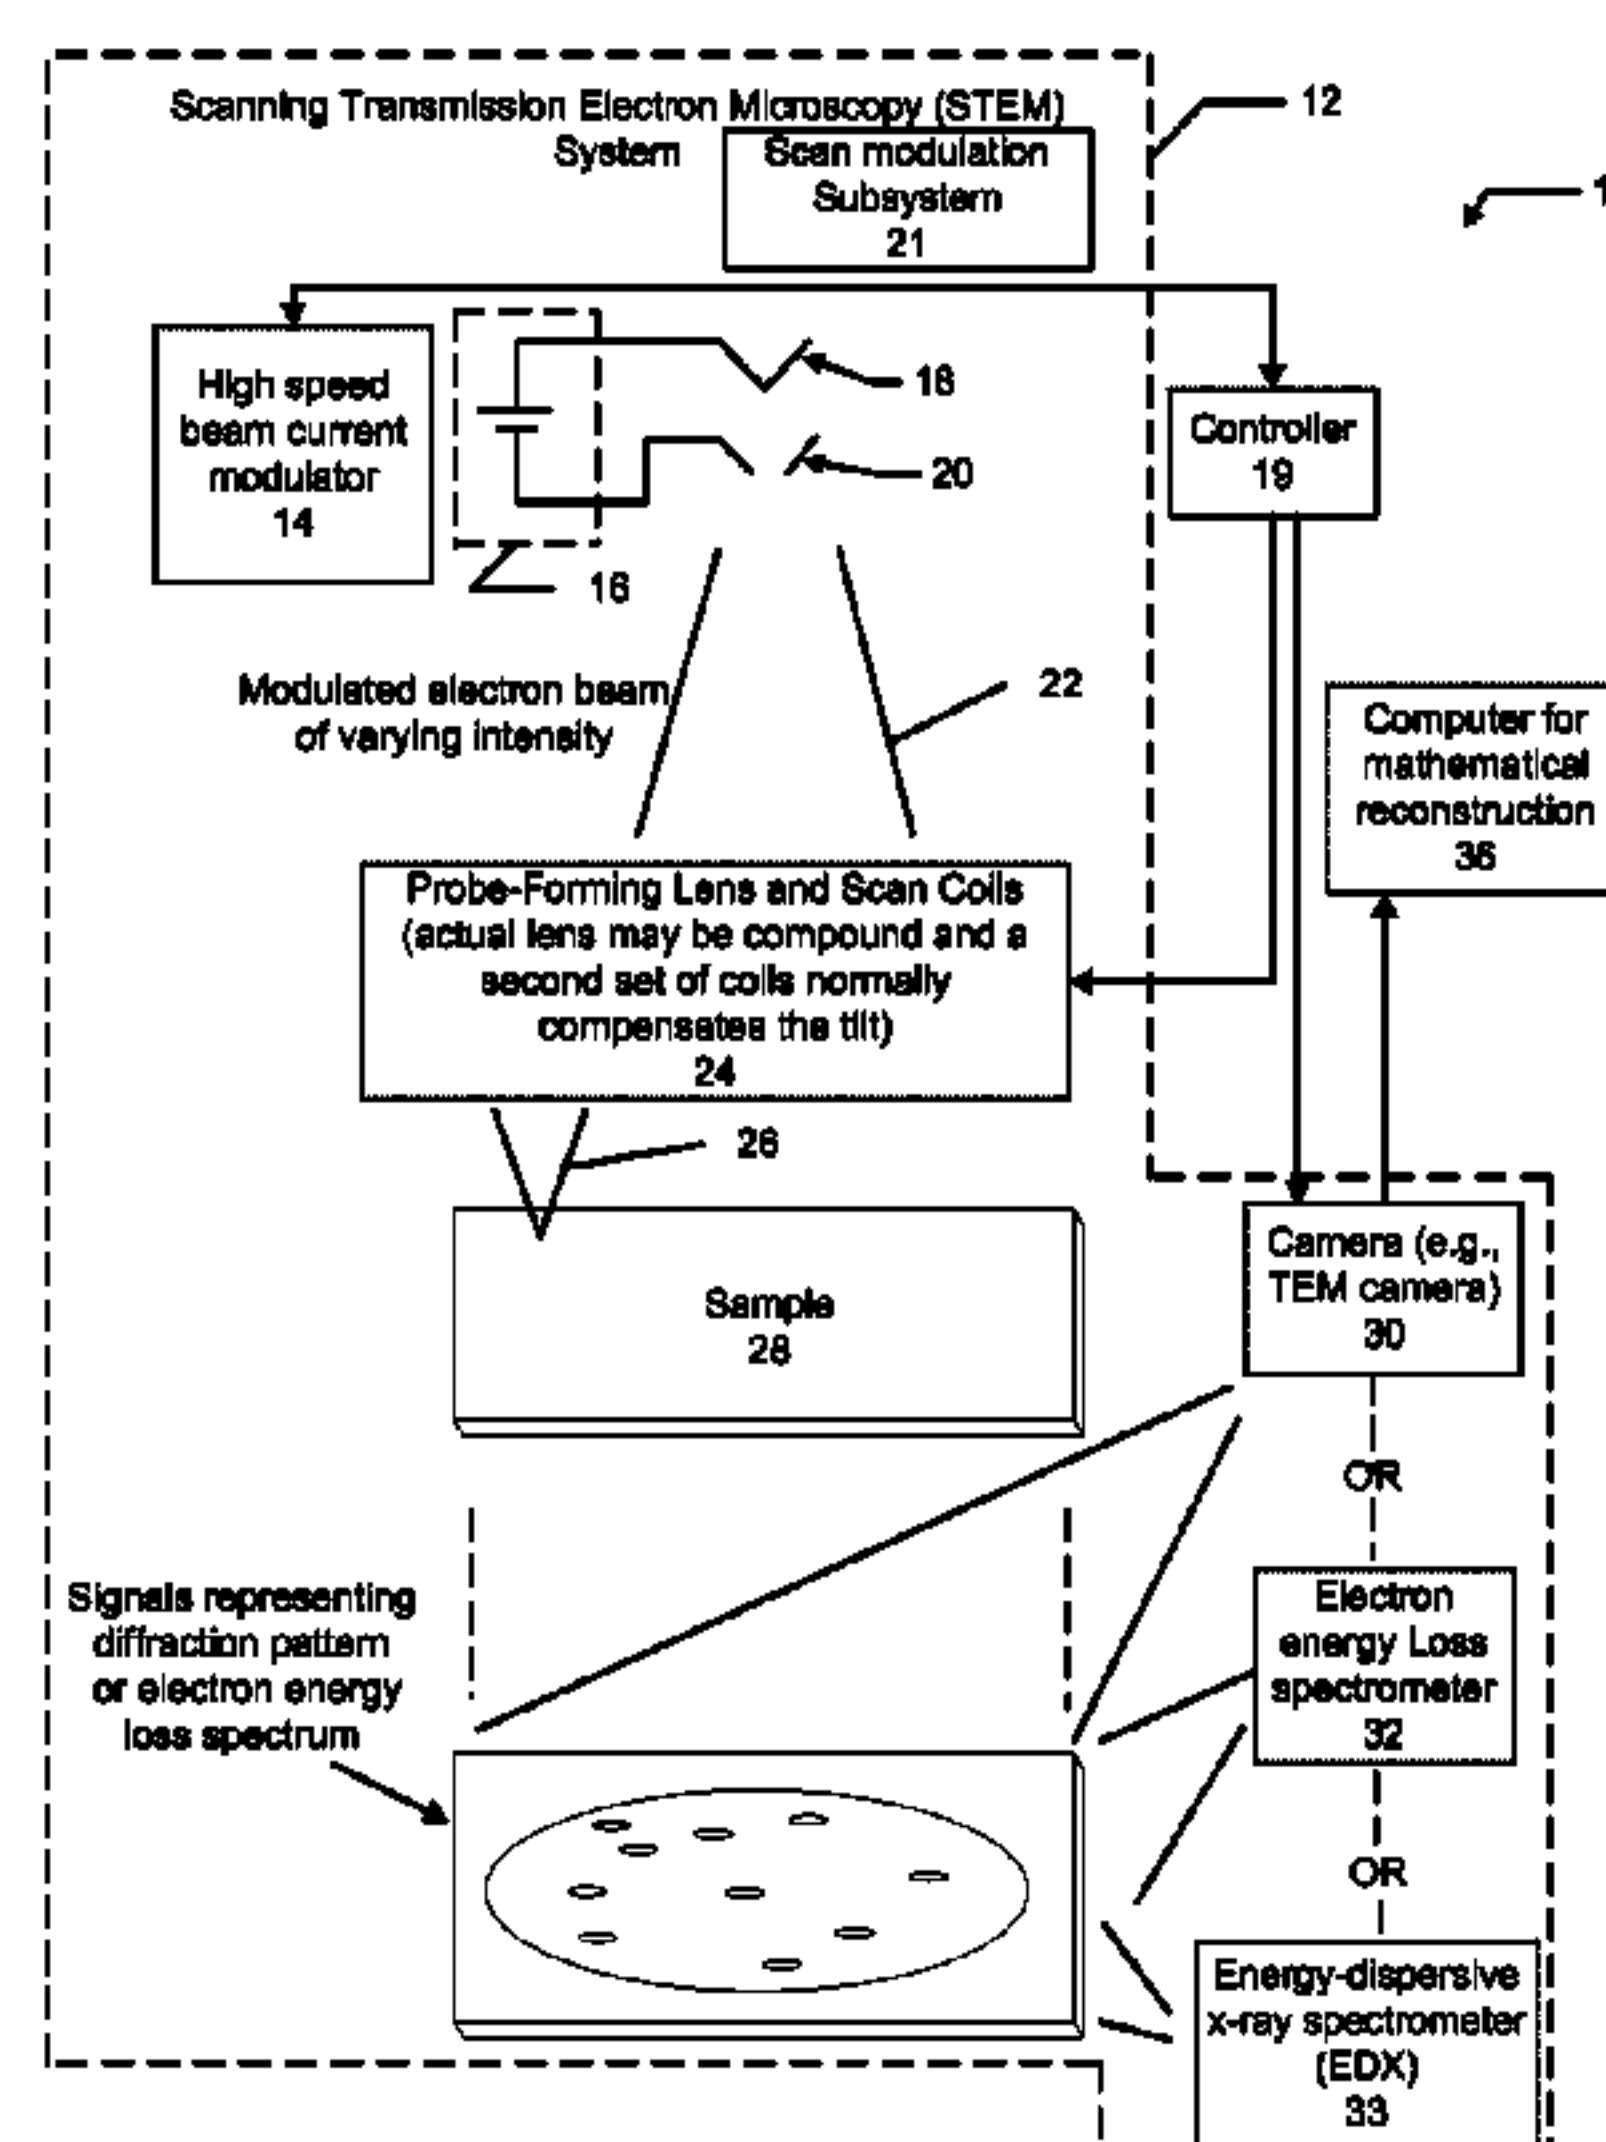 Scanning Transmission Electron Microscopy (STEM)
System
Scan modulation
Subsystem
21
12
1
High speed
beam current
modulator
14
18
20
16
Controller
19
Modulated electron beam
of varying intensity
22
Computer for
mathematical
reconstruction
36
Probe-Forming Lens and Scan Coils
(actual lens may be compound and a
second set of coils normally
compensates the tilt)
24
26
Sample
28
Camera (e.g.,
TEM camera)
30
OR
Signals representing
diffraction pattern
or electron energy
loss spectrum
Electron
energy Loss
spectrometer
32
OR
Energy-dispersive
x-ray spectrometer
(EDX)
33